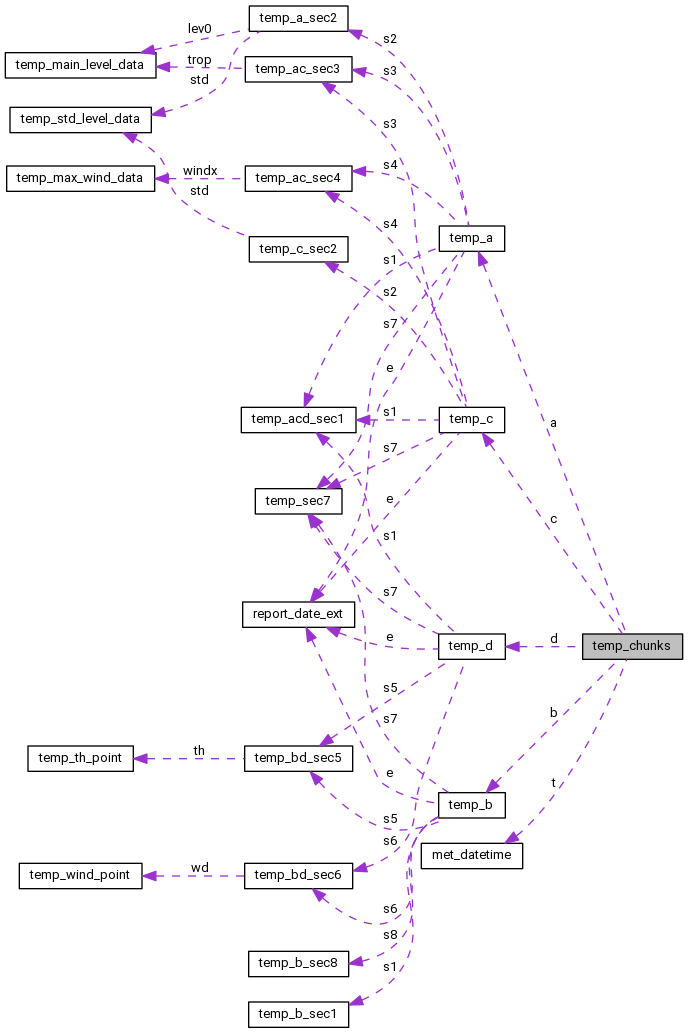 temp_a_sec2
lev0
s2
temp_main_level_data
trop
temp_ac_sec3
s3
std
temp_std_level_data
s3
temp_max_wind_data
windx
temp_ac_sec4
s4
std
s4
temp_c_sec2
temp_a
s1
s2
s7
e
temp_acd_sec1
s1
temp_c
a
s7
temp_sec7
e
c
s1
s7
report_date_ext
e
temp_d
d
temp_chunks
s5
s7
b
temp_th_point
th
temp_bd_sec5
e
t
temp_b
s5
s6
met_datetime
temp_wind_point
wd
temp_bd_sec6
s6
s8
temp_b_sec8
s1
temp_b_sec1